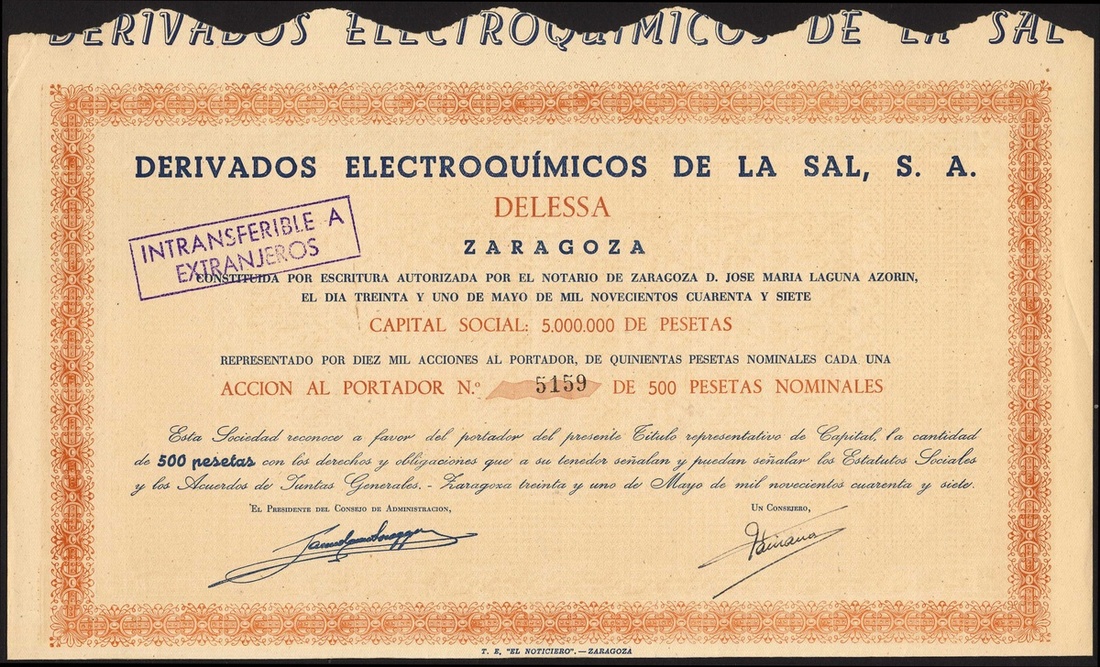 DERIVADOS ELECTROQUÍMICOS DE LA SAL
DERIVADOS ELECTROQUÍMICOS DE LA SAL, S. A.
DELESSA
ZARAGOZA
INTRANSFERIBLE A
EXTRANJEROS
CONSTITUIDA POR ESCRITURA AUTORIZADA POR EL NOTARIO DE ZARAGOZA D. JOSE MARIA LAGUNA AZORIN,
EL DIA TREINTA Y UNO DE MAYO DE MIL NOVECIENTOS CUARENTA Y SIETE
CAPITAL SOCIAL: 5.000.000 DE PESETAS
REPRESENTADO POR DIEZ MIL ACCIONES AL PORTADOR, DE QUINIENTAS PESETAS NOMINALES CADA UNA
ACCION AL PORTADOR N.º 5159 DE 500 PESETAS NOMINALES
Esta Sociedad reconoce a favor del portador del presente Título representativo de Capital, la cantidad
de 500 pesetas con los derechos y obligaciones que a su tenedor señalan y puedan señalar los Estatutos Sociales
y los Acuerdos de Juntas Generales. - Zaragoza treinta y uno de Mayo de mil novecientos cuarenta y siete.
El Presidente del Consejo de Administracion,
Un Consejero,
T. E. "EL NOTICIERO". — ZARAGOZA